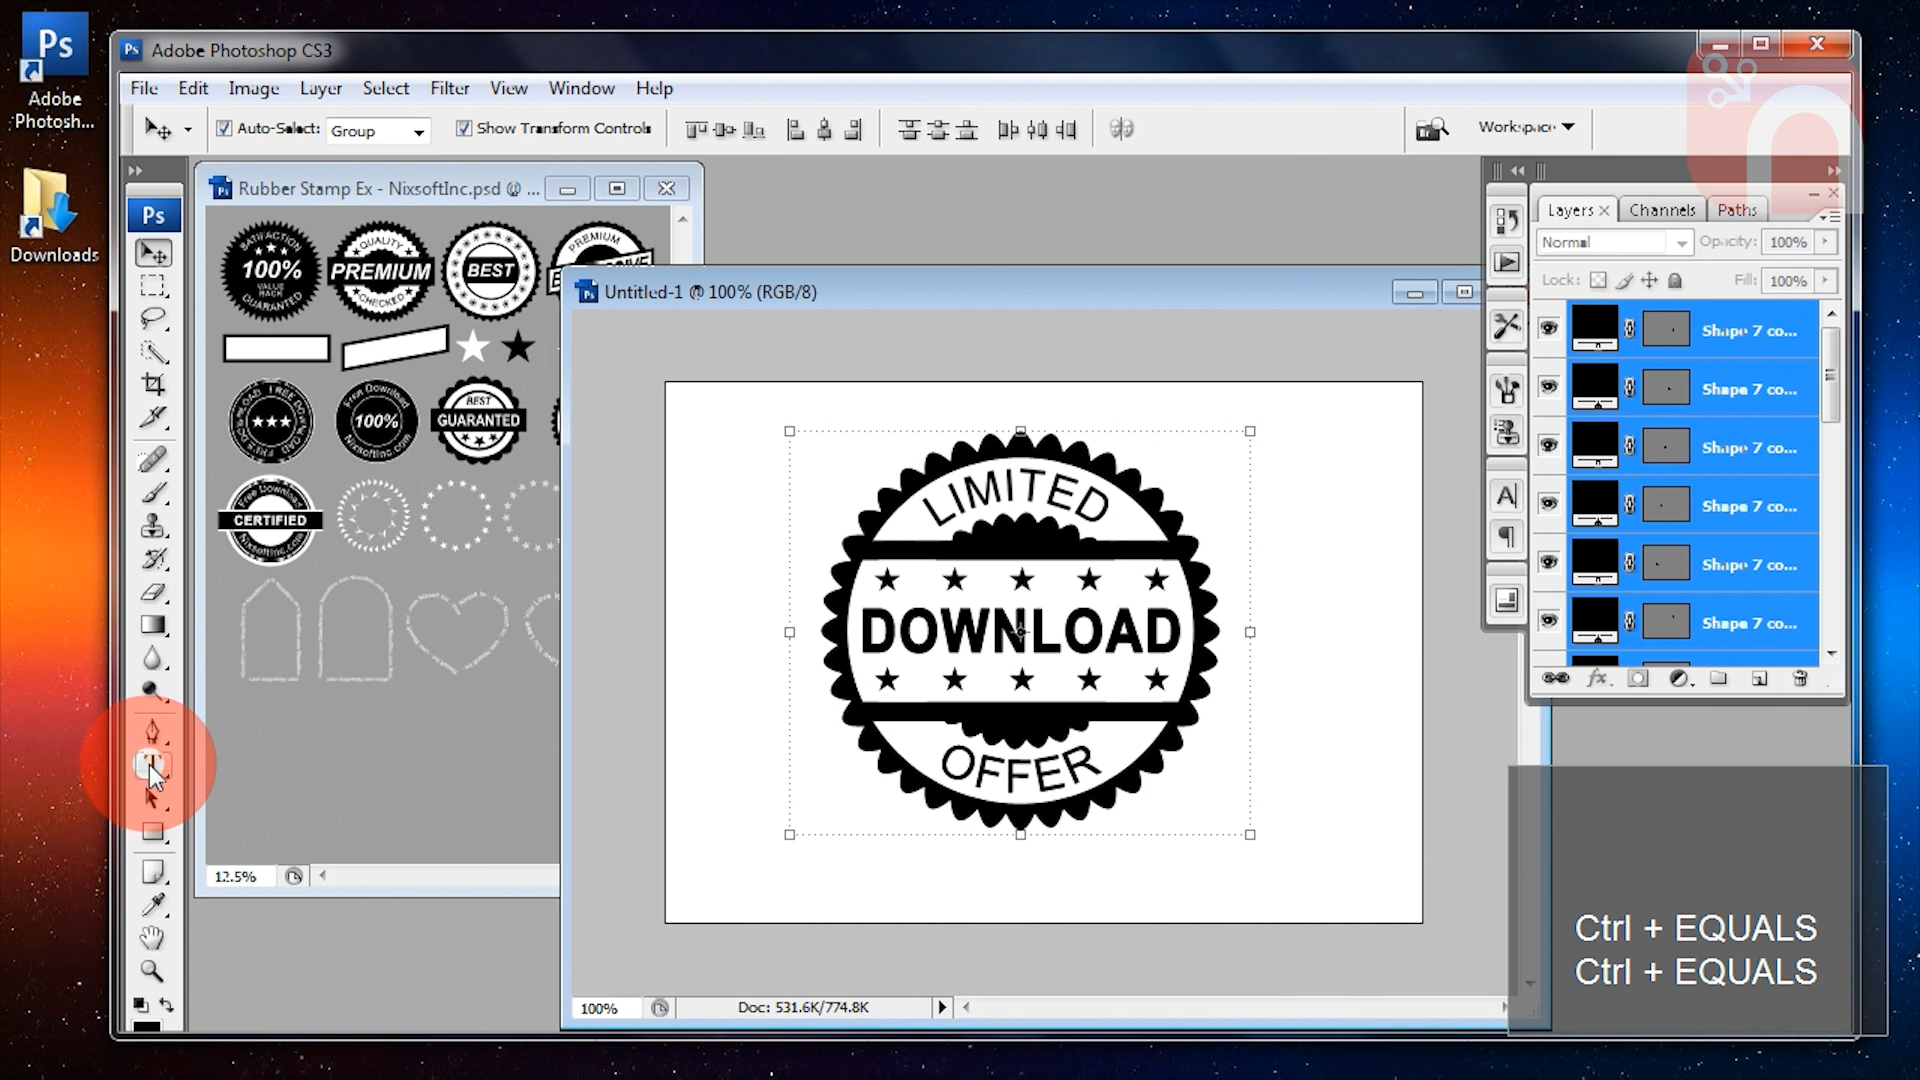 Ps
Adobe
Photosh...
Downloads
Ps Adobe Photoshop CS3
File Edit Image Layer Select Filter View Window Help
Auto-Select: Group Show Transform Controls Workspace
Ps
Rubber Stamp Ex - NixsoftInc.psd @ ...
100%
VALUE
GUARANTED
QUALITY
PREMIUM
CHECKED
BEST
PREMIUM
Free Download
100%
NixsoftInc.com
BEST
GUARANTED
Free Download
CERTIFIED
NixsoftInc.com
12.5%
Untitled-1 @ 100% (RGB/8)
LIMITED
DOWNLOAD
OFFER
100% Doc: 531.6K/774.8K
Layers Channels Paths
Normal Opacity: 100%
Lock: Fill: 100%
Shape 7 co...
Shape 7 co...
Shape 7 co...
Shape 7 co...
Shape 7 co...
Shape 7 co...
Ctrl + EQUALS
Ctrl + EQUALS